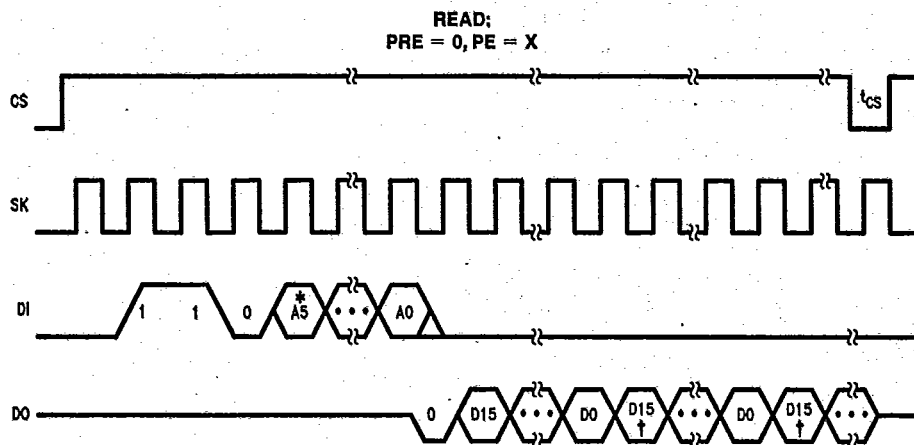 READ:
PRE = 0, PE = X
CS
tCS
SK
DI
1 1 0 A5* • • • A0
DO
0 D15 • • • D0 D15† • • • D0 D15† • • •